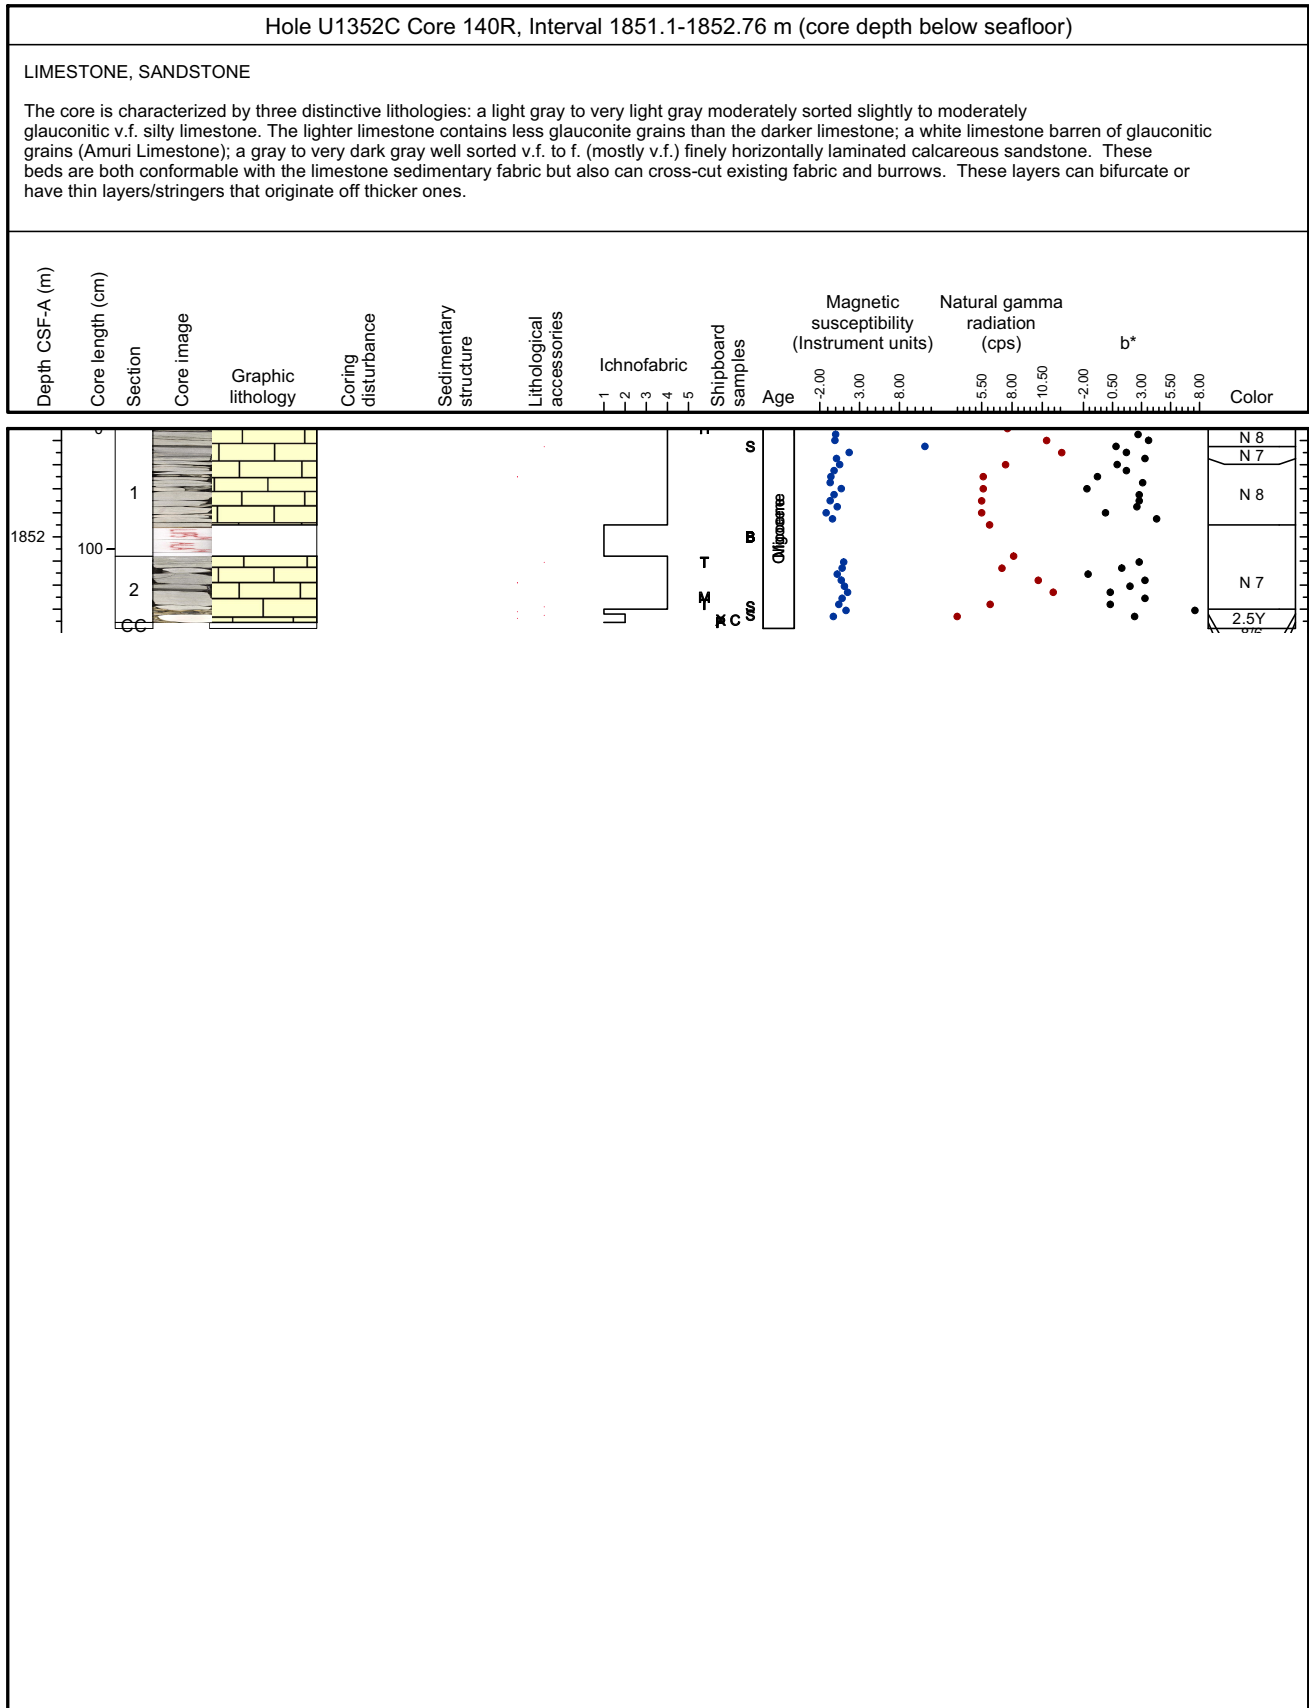 Hole U1352C Core 140R, Interval 1851.1-1852.76 m (core depth below seafloor)
LIMESTONE, SANDSTONE
The core is characterized by three distinctive lithologies: a light gray to very light gray moderately sorted slightly to moderately
glauconitic v.f. silty limestone. The lighter limestone contains less glauconite grains than the darker limestone; a white limestone barren of glauconitic
grains (Amuri Limestone); a gray to very dark gray well sorted v.f. to f. (mostly v.f.) finely horizontally laminated calcareous sandstone. These
beds are both conformable with the limestone sedimentary fabric but also can cross-cut existing fabric and burrows. These layers can bifurcate or
have thin layers/stringers that originate off thicker ones.
Depth CSF-A (m)
Core length (cm)
Section
Core image
Graphic
lithology
Coring
disturbance
Sedimentary
structure
Lithological
accessories
Ichnofabric
1 2 3 4 5
Shipboard
samples
Age
Magnetic
susceptibility
(Instrument units)
-2.00 3.00 8.00
Natural gamma
radiation
(cps)
5.50 8.00 10.50
b*
-2.00 0.50 3.00 5.50 8.00
Color
1852
100
1
2
CC
S
B
T
M
S
S
C
N 8
N 7
N 8
N 7
2.5Y